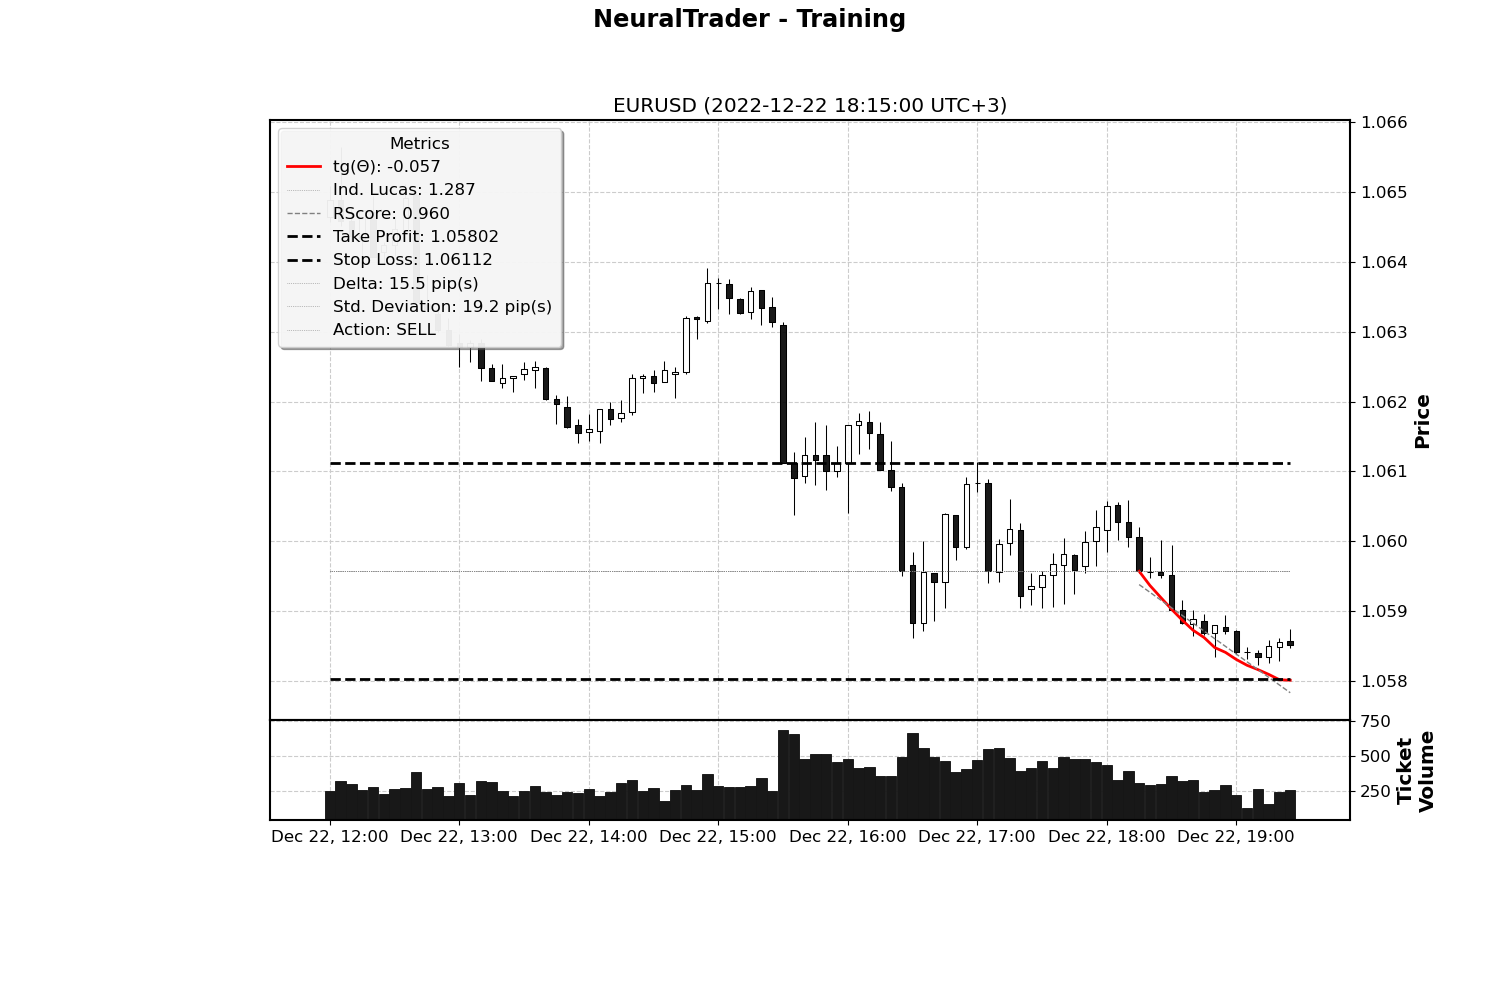 NeuralTrader - Training
EURUSD (2022-12-22 18:15:00 UTC+3)
Metrics
tg(Θ): -0.057
Ind. Lucas: 1.287
RScore: 0.960
Take Profit: 1.05802
Stop Loss: 1.06112
Delta: 15.5 pip(s)
Std. Deviation: 19.2 pip(s)
Action: SELL
1.066
1.065
1.064
1.063
1.062
1.061
1.060
1.059
1.058
Price
750
500
250
Ticket
Volume
Dec 22, 12:00 Dec 22, 13:00 Dec 22, 14:00 Dec 22, 15:00 Dec 22, 16:00 Dec 22, 17:00 Dec 22, 18:00 Dec 22, 19:00